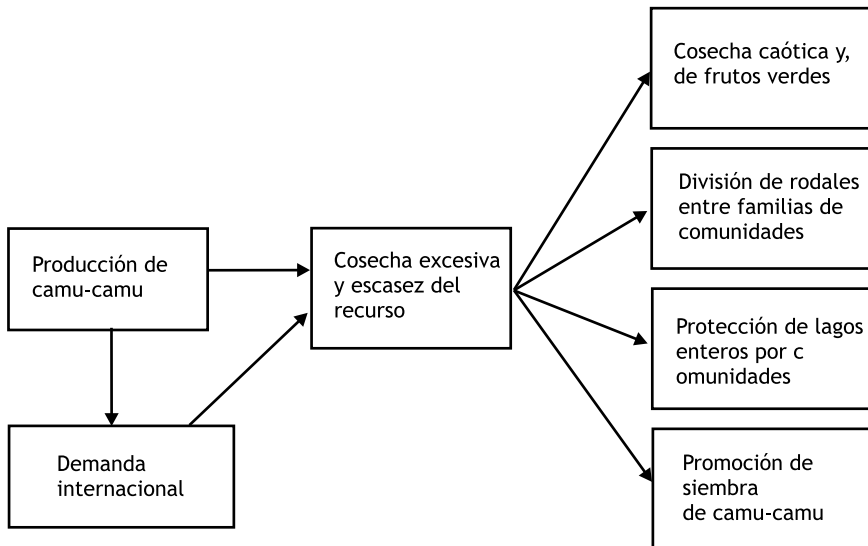 Producción de
camu-camu
Demanda
internacional
Cosecha excesiva
y escasez del
recurso
Cosecha caótica y,
de frutos verdes
División de rodales
entre familias de
comunidades
Protección de lagos
enteros por c
omunidades
Promoción de
siembra
de camu-camu